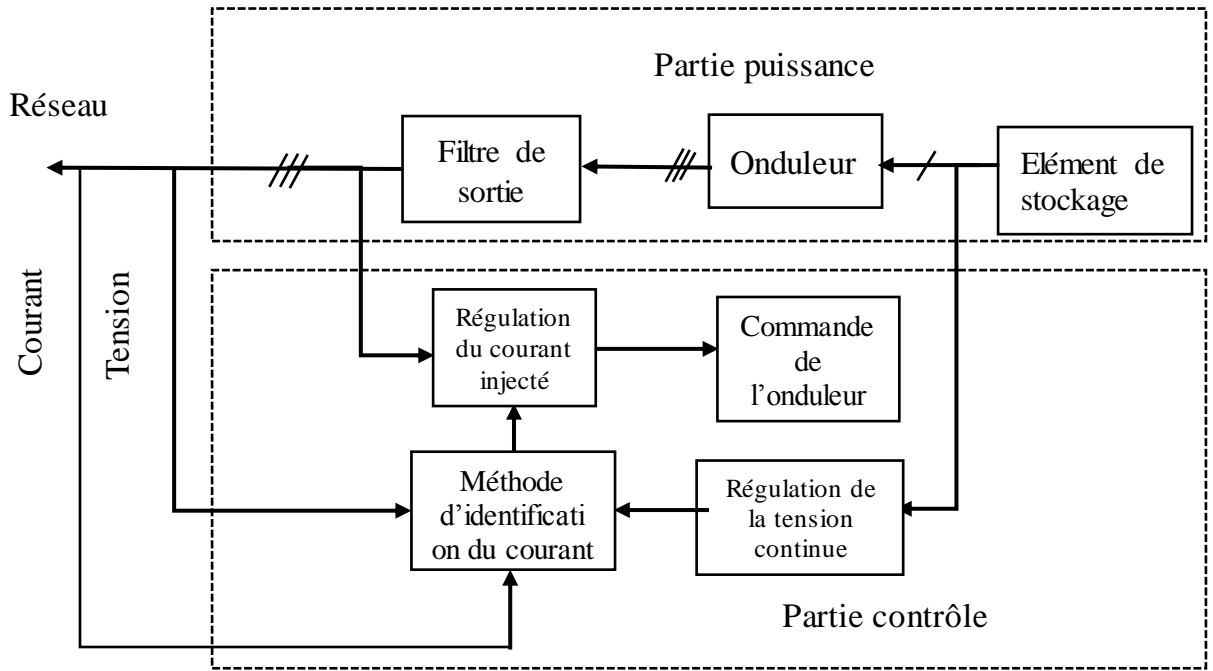 Partie puissance
Réseau
Filtre de
sortie
Onduleur
Elément de
stockage
Courant
Tension
Régulation
du courant
injecté
Commande
de
l’onduleur
Méthode
d’identificati
on du courant
Régulation de
la tension
continue
Partie contrôle